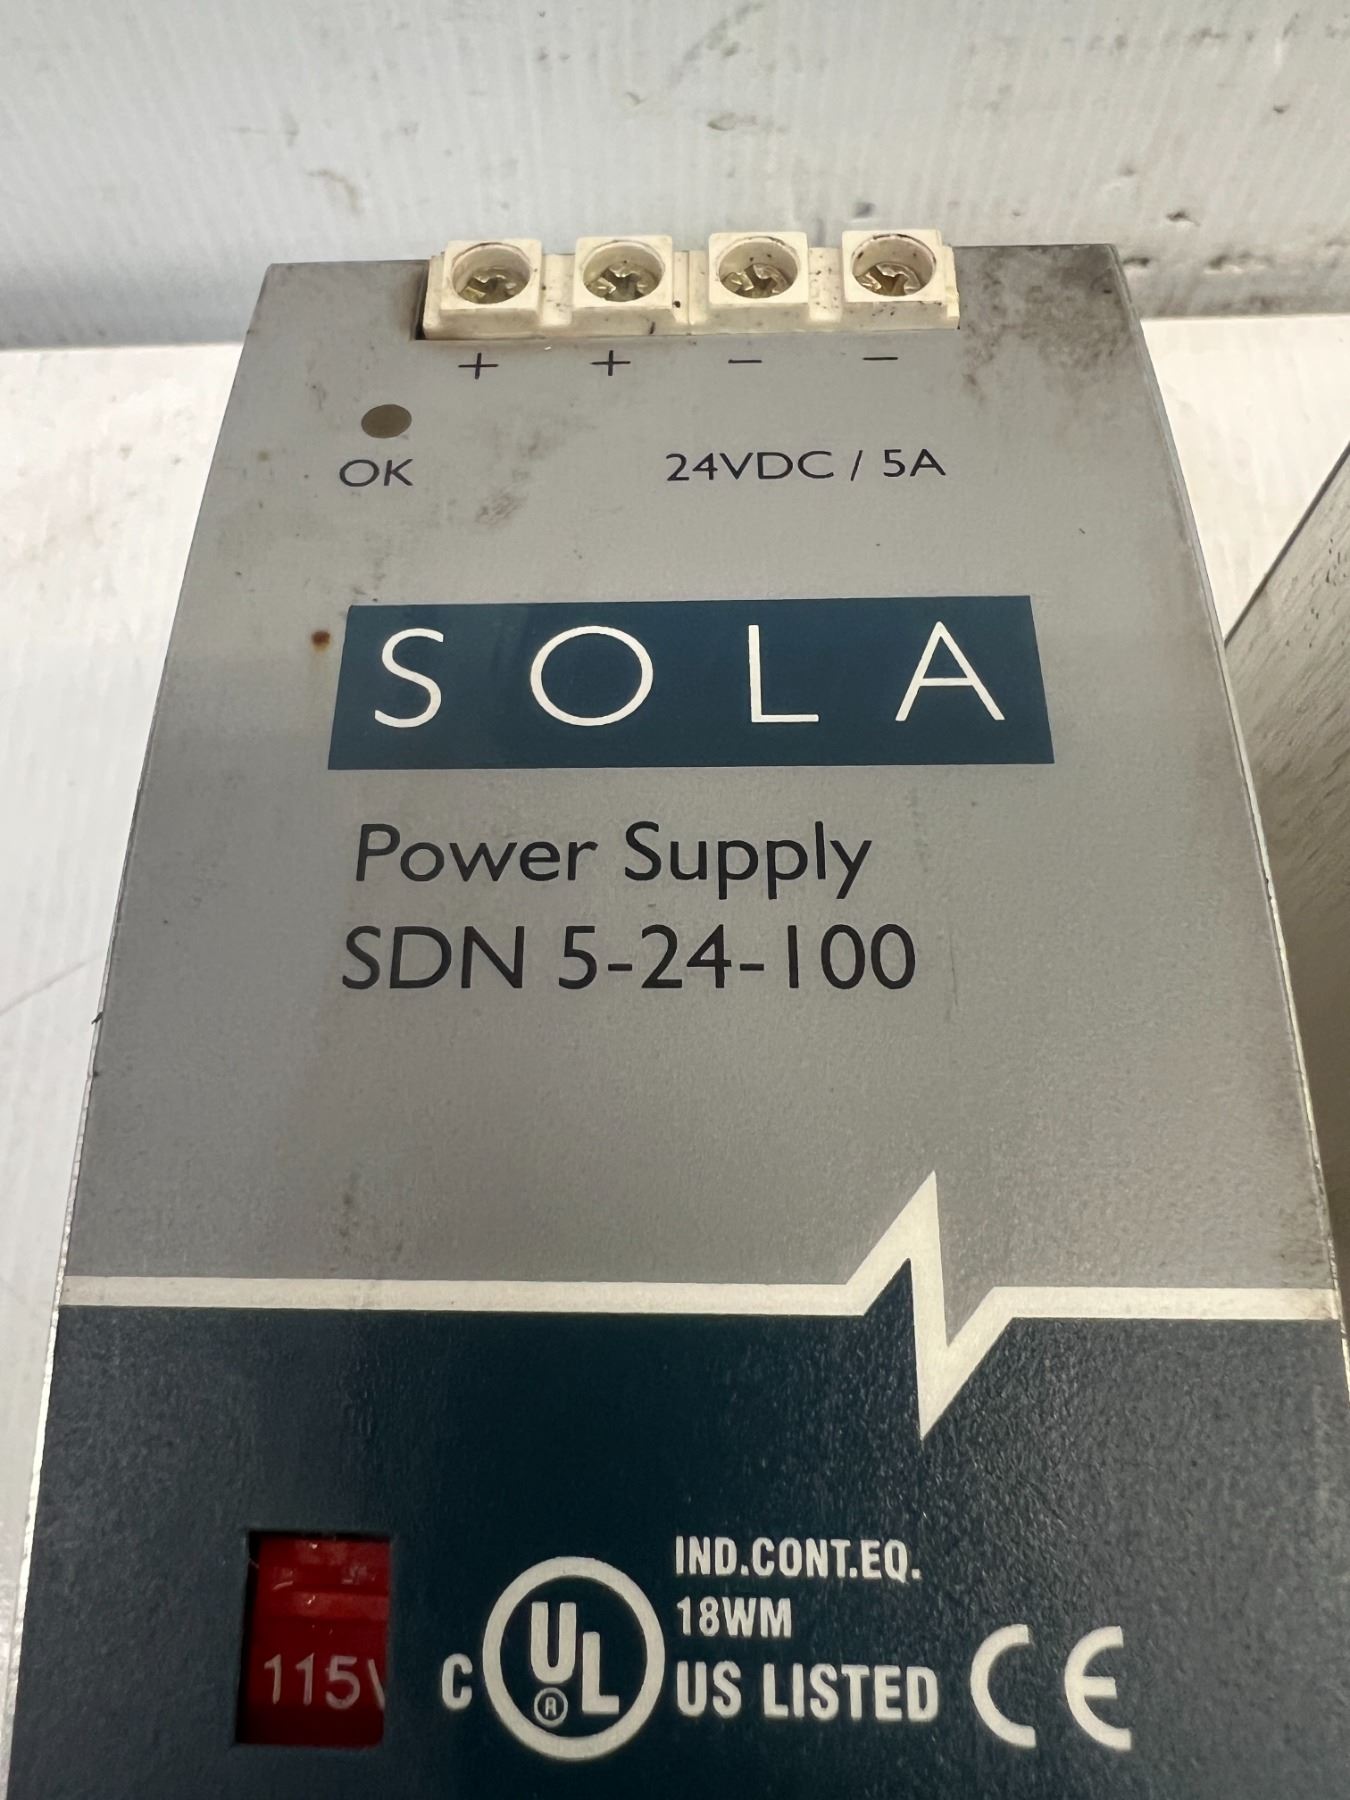 + + − −
OK
24VDC / 5A
SOLA
Power Supply
SDN 5-24-100
115V
IND.CONT.EQ.
18WM
C UL ® US LISTED CE